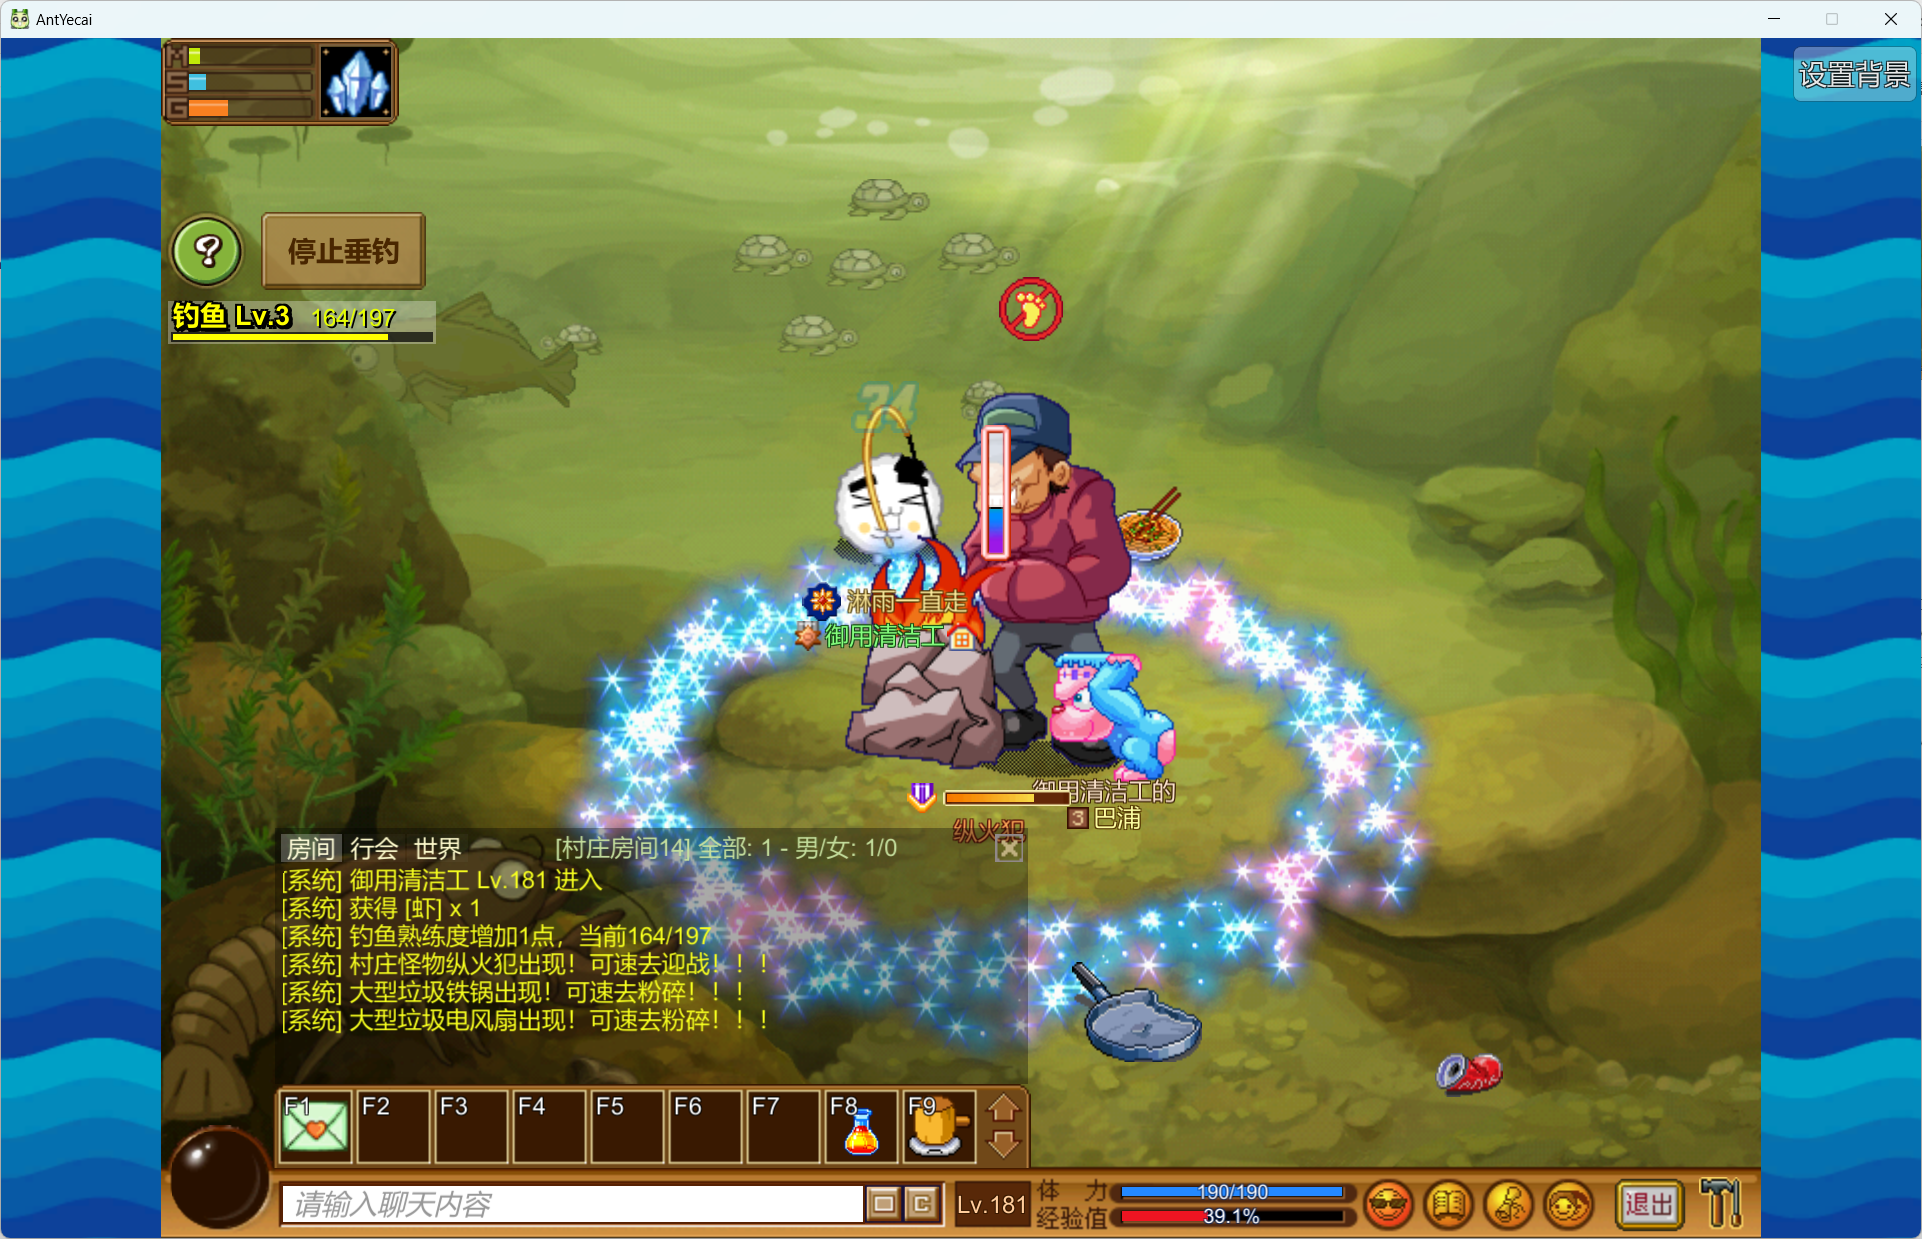 AntYecai
设置背景
M
S
G
?
停止垂钓
钓鱼 Lv.3 164/197
34
淋雨一直走
御用清洁工
御用清洁工的
3 巴浦
纵火犯
房间 行会 世界 [村庄房间14] 全部: 1 - 男/女: 1/0
[系统] 御用清洁工 Lv.181 进入
[系统] 获得 [虾] x 1
[系统] 钓鱼熟练度增加1点，当前164/197
[系统] 村庄怪物纵火犯出现！可速去迎战！！！
[系统] 大型垃圾铁锅出现！可速去粉碎！！！
[系统] 大型垃圾电风扇出现！可速去粉碎！！！
F1 F2 F3 F4 F5 F6 F7 F8 F9
请输入聊天内容
C
Lv.181
体 力 190/190
经验值 39.1%
退出